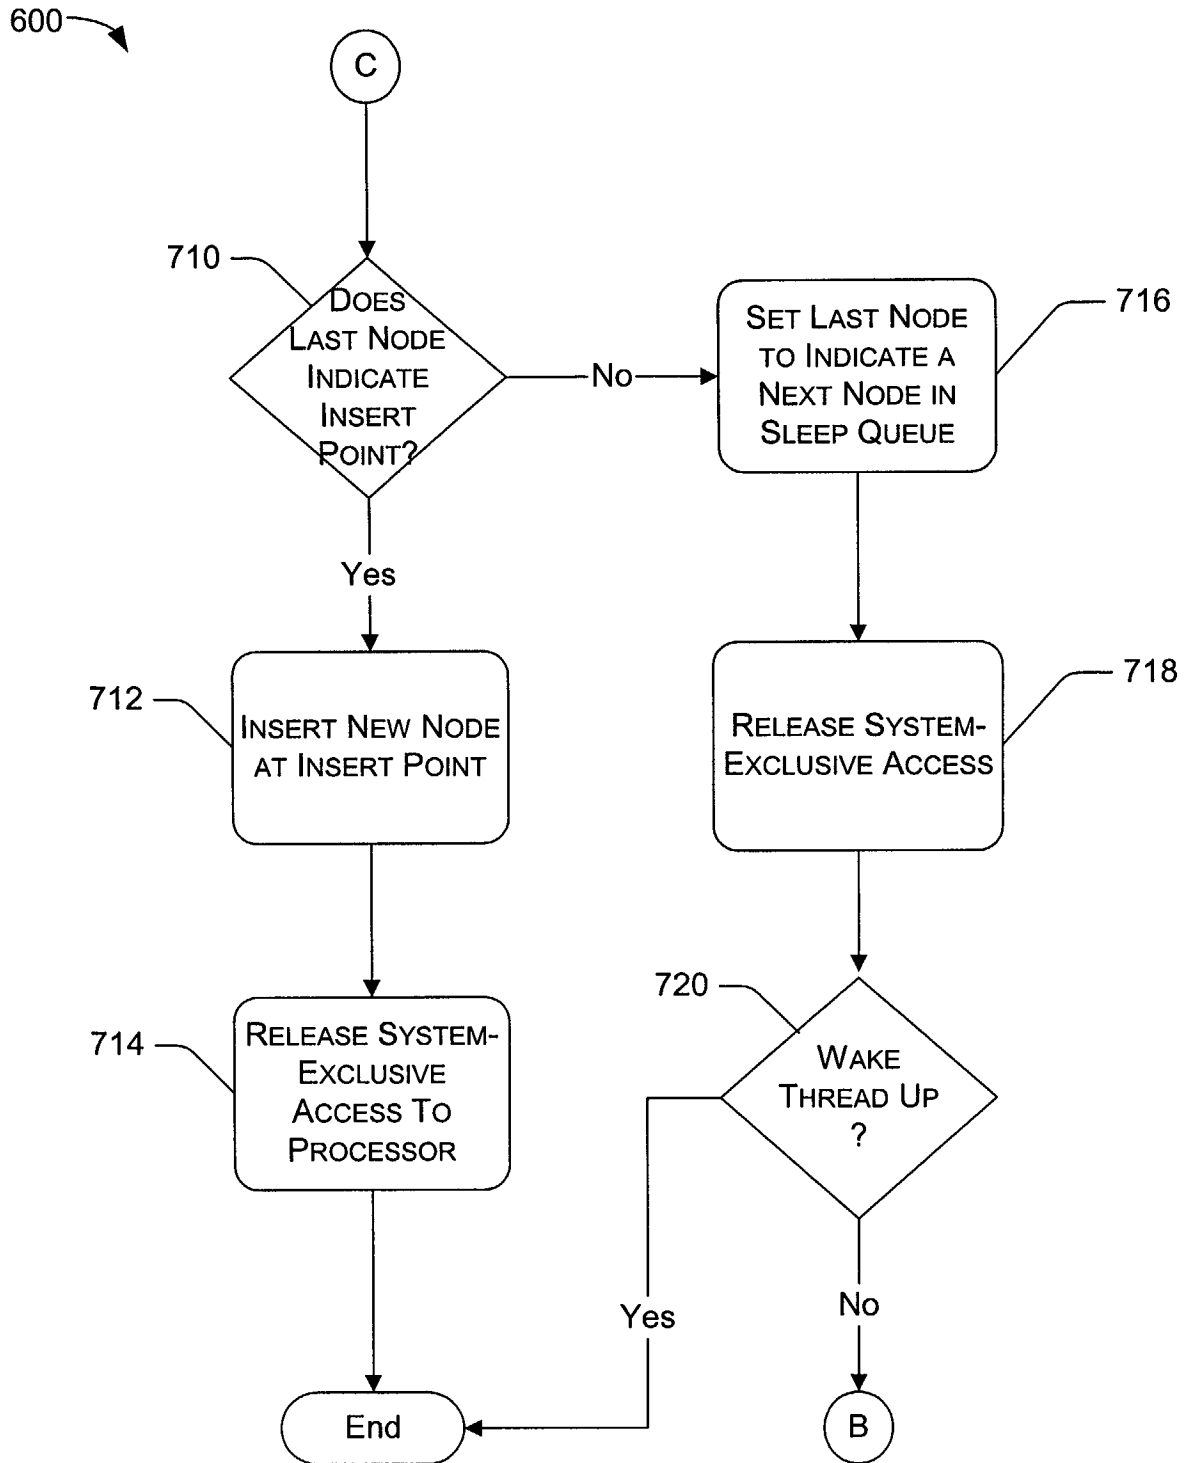 600
C
710
DOES
LAST NODE
INDICATE
INSERT
POINT?
No
SET LAST NODE
TO INDICATE A
NEXT NODE IN
SLEEP QUEUE
716
Yes
712
INSERT NEW NODE
AT INSERT POINT
RELEASE SYSTEM-
EXCLUSIVE ACCESS
718
714
RELEASE SYSTEM-
EXCLUSIVE
ACCESS TO
PROCESSOR
720
WAKE
THREAD UP
?
Yes
No
End
B